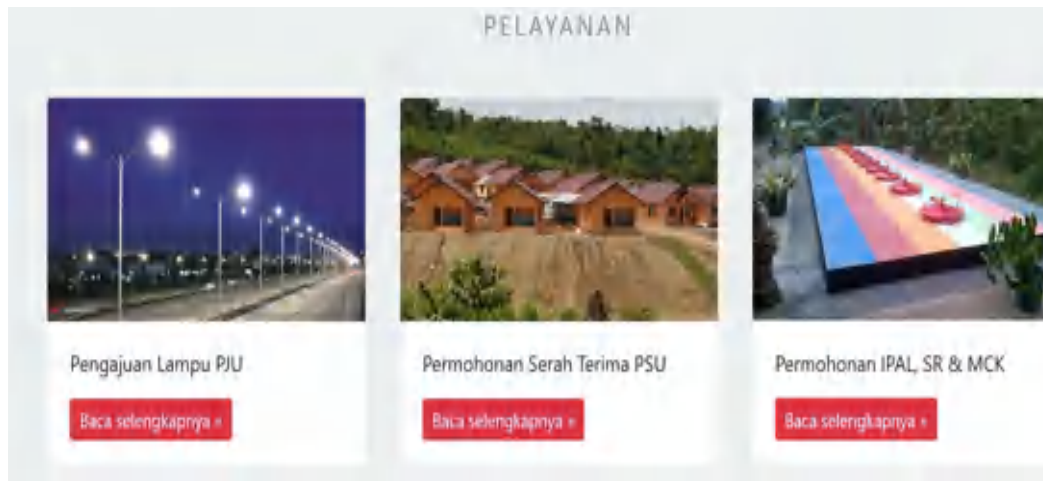 PELAYANAN
Pengajuan Lampu PJU
Baca selengkapnya »
Permohonan Serah Terima PSU
Baca selengkapnya »
Permohonan IPAL, SR & MCK
Baca selengkapnya »